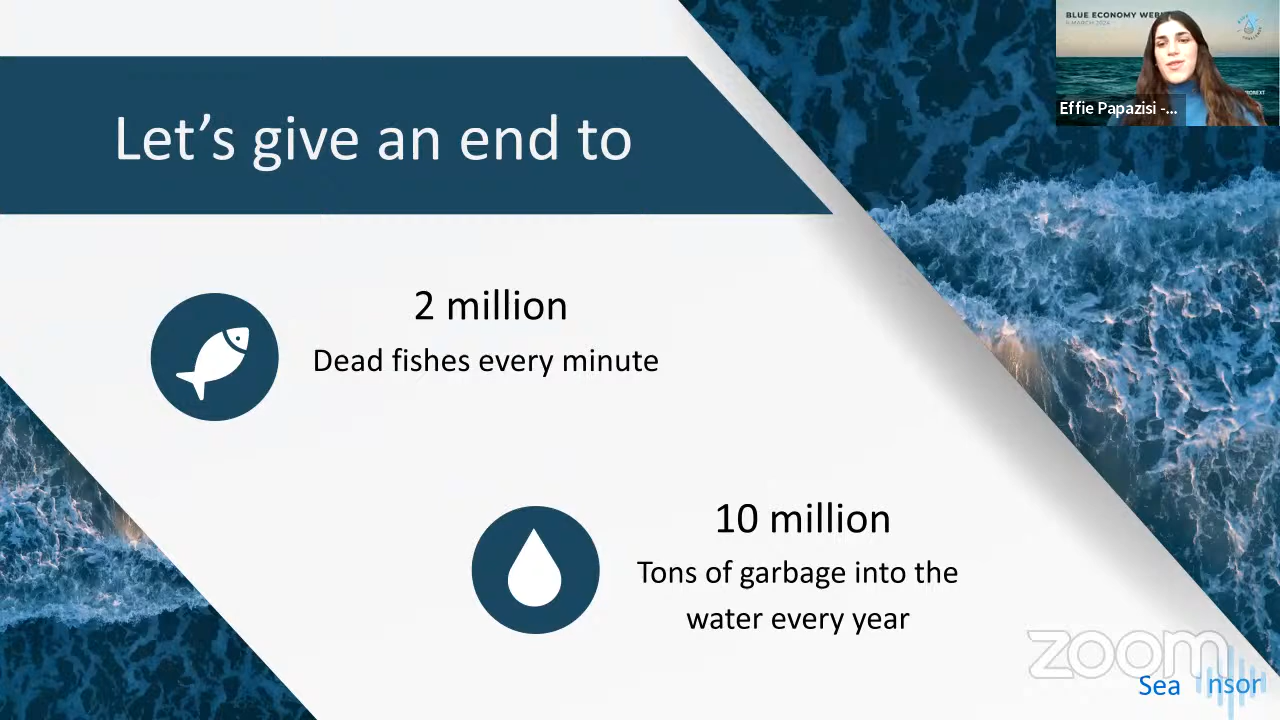 Let's give an end to
2 million
Dead fishes every minute
10 million
Tons of garbage into the
water every year
BLUE ECONOMY
Effie Papazisi -...
zoom
Sea nsor